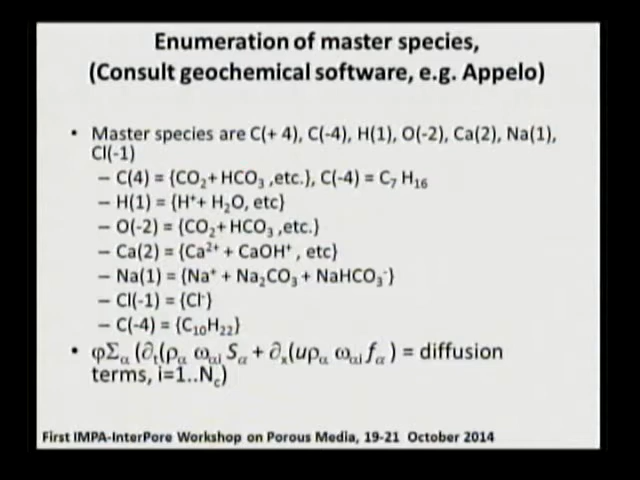 Enumeration of master species,
(Consult geochemical software, e.g. Appelo)
• Master species are C(+ 4), C(-4), H(1), O(-2), Ca(2), Na(1),
Cl(-1)
– C(4) = {CO₂+ HCO₃ ,etc.}, C(-4) = C₇ H₁₆
– H(1) = {H⁺+ H₂O, etc}
– O(-2) = {CO₂+ HCO₃ ,etc.}
– Ca(2) = {Ca²⁺ + CaOH⁺ , etc}
– Na(1) = {Na⁺ + Na₂CO₃ + NaHCO₃⁻}
– Cl(-1) = {Cl⁻}
– C(-4) = {C₁₀H₂₂}
• φΣα (∂t(ρα ωαi Sα + ∂x(uρα ωαi fα) = diffusion
terms, i=1..Nc)
First IMPA-InterPore Workshop on Porous Media, 19-21 October 2014